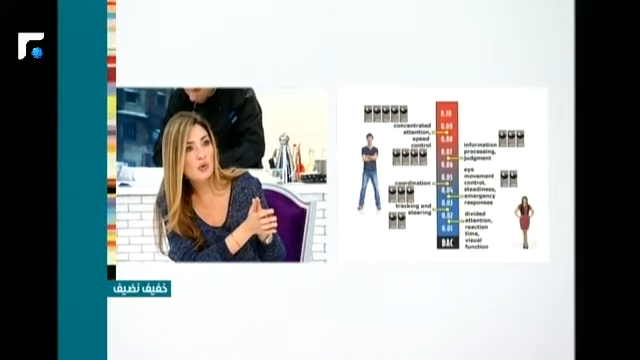 0.10
0.09
0.08
0.07
0.06
0.05
0.04
0.03
0.02
0.01
BAC
concentrated
attention,
speed
control
information
processing,
judgment
coordination
eye
movement
control,
steadiness,
emergency
responses
tracking and
steering
divided
attention,
reaction
time,
visual
function
خفيف نضيف